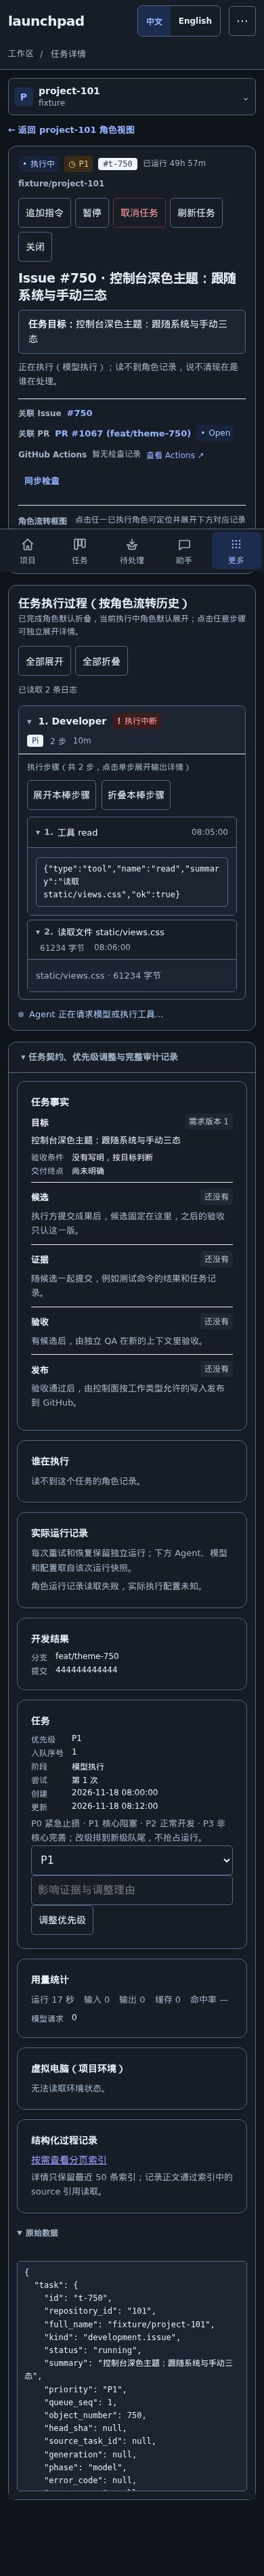 launchpad
中文
English
⋯
工作区 / 任务详情
P
project-101
fixture
← 返回 project-101 角色视图
• 执行中
◷ P1
#t-750
已运行 49h 57m
fixture/project-101
追加指令
暂停
取消任务
刷新任务
关闭
Issue #750 · 控制台深色主题：跟随
系统与手动三态
任务目标：控制台深色主题：跟随系统与手动三
态
正在执行（模型执行）；读不到角色记录，说不清现在是
谁在处理。
关联 Issue #750
关联 PR PR #1067 (feat/theme-750) • Open
GitHub Actions 暂无检查记录 查看 Actions ↗
同步检查
角色流转框图 点击任一已执行角色可定位并展开下方对应记录
项目
任务
待处理
助手
更多
任务执行过程（按角色流转历史）
已完成角色默认折叠，当前执行中角色默认展开；点击任意步骤
可独立展开详情。
全部展开
全部折叠
已读取 2 条日志
▾ 1. Developer ! 执行中断
Pi 2 步 10m
执行步骤（共 2 步，点击单步展开输出详情）
展开本棒步骤
折叠本棒步骤
▾ 1. 工具 read 08:05:00
{"type":"tool","name":"read","summar
y":"读取
static/views.css","ok":true}
▾ 2. 读取文件 static/views.css
61234 字节 08:06:00
static/views.css · 61234 字节
Agent 正在请求模型或执行工具…
▾ 任务契约、优先级调整与完整审计记录
任务事实
目标 需求版本 1
控制台深色主题：跟随系统与手动三态
验收条件 没有写明，按目标判断
交付终点 尚未明确
候选 还没有
执行方提交成果后，候选固定在这里，之后的验收
只认这一版。
证据 还没有
随候选一起提交，例如测试命令的结果和任务记
录。
验收 还没有
有候选后，由独立 QA 在新的上下文里验收。
发布 还没有
验收通过后，由控制面按工作类型允许的写入发布
到 GitHub。
谁在执行
读不到这个任务的角色记录。
实际运行记录
每次重试和恢复保留独立运行；下方 Agent、模型
和配置取自该次运行快照。
角色运行记录读取失败，实际执行配置未知。
开发结果
分支 feat/theme-750
提交 444444444444
任务
优先级 P1
入队序号 1
阶段 模型执行
尝试 第 1 次
创建 2026-11-18 08:00:00
更新 2026-11-18 08:12:00
P0 紧急止损 · P1 核心阻塞 · P2 正常开发 · P3 非
核心完善；改级排到新级队尾，不抢占运行。
P1
影响证据与调整理由
调整优先级
用量统计
运行 17 秒 输入 0 输出 0 缓存 0 命中率 —
模型请求 0
虚拟电脑（项目环境）
无法读取环境状态。
结构化过程记录
按需查看分页索引
详情只保留最近 50 条索引；记录正文通过索引中的
source 引用读取。
▾ 原始数据
{
"task": {
"id": "t-750",
"repository_id": "101",
"full_name": "fixture/project-101",
"kind": "development.issue",
"status": "running",
"summary": "控制台深色主题：跟随系统与手动三
态",
"priority": "P1",
"queue_seq": 1,
"object_number": 750,
"head_sha": null,
"source_task_id": null,
"generation": null,
"phase": "model",
"error_code": null,